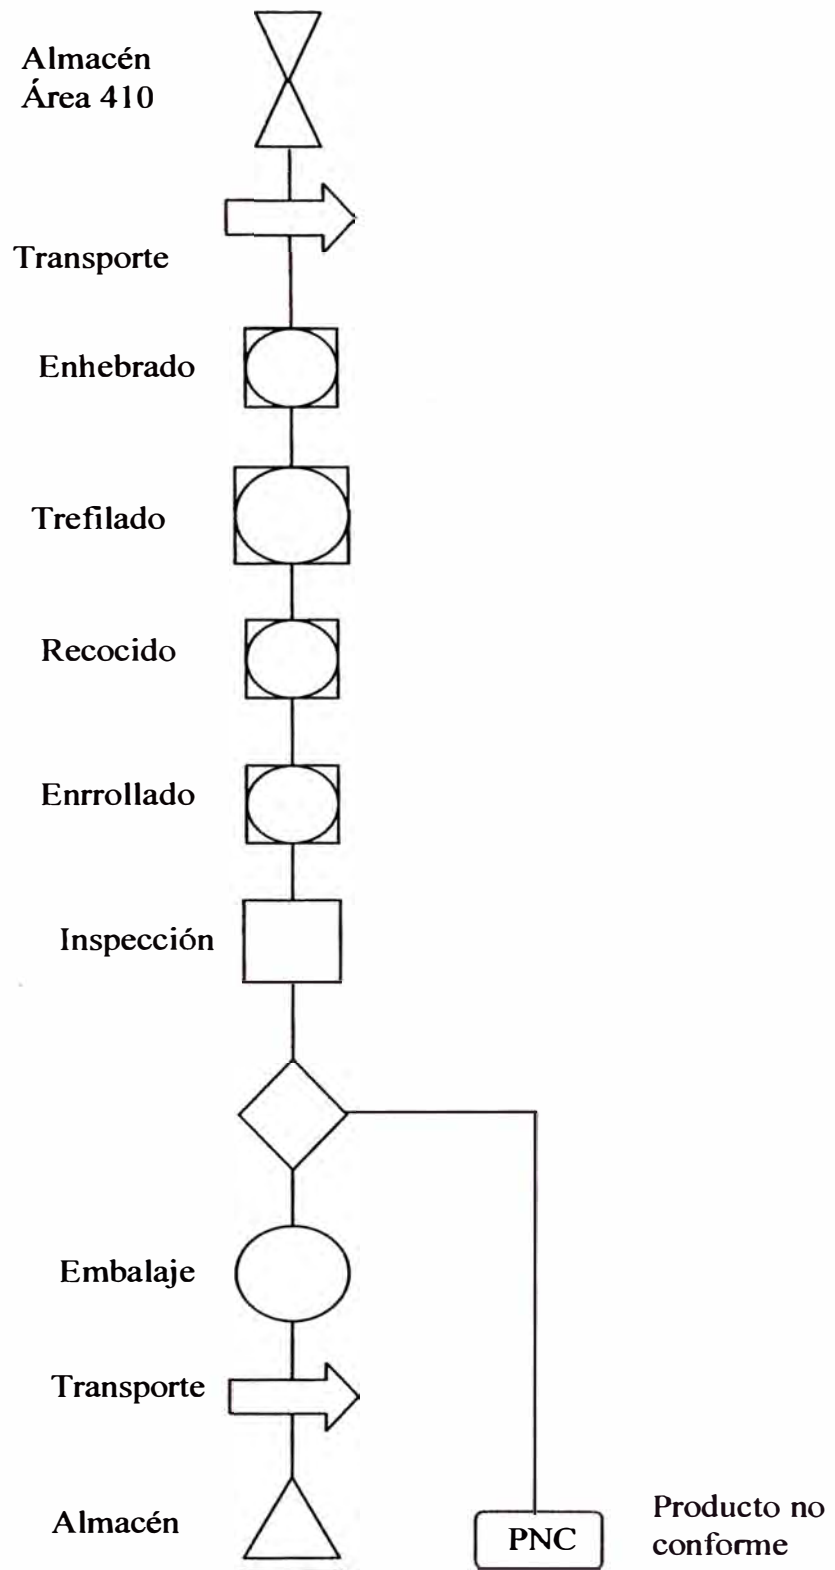 Almacén
Área 410
Transporte
Enhebrado
Trefilado
Recocido
Enrrollado
Inspección
Embalaje
Transporte
Almacén
PNC
Producto no
conforme